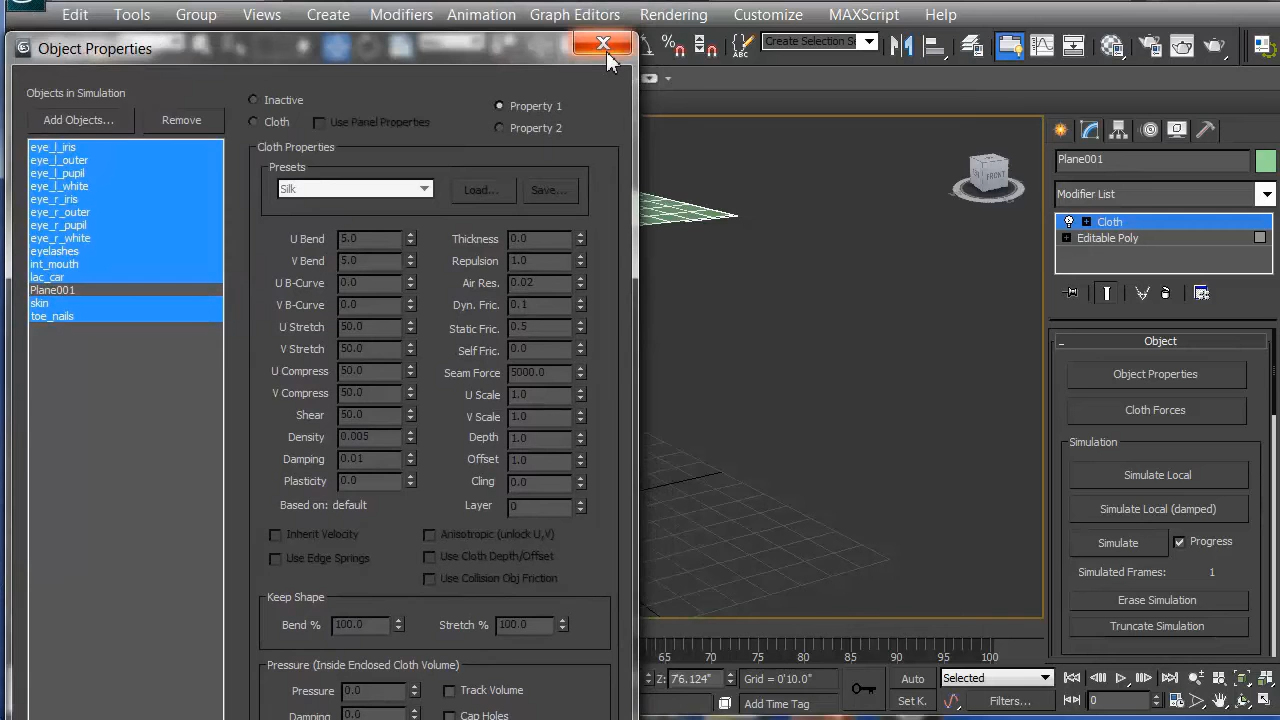 Edit Tools Group Views Create Modifiers Animation Graph Editors Rendering Customize MAXScript Help
Object Properties
ABC
Create Selection S
Objects in Simulation
Add Objects... Remove
eye_l_iris
eye_l_outer
eye_l_pupil
eye_l_white
eye_r_iris
eye_r_outer
eye_r_pupil
eye_r_white
eyelashes
int_mouth
lac_car
Plane001
skin
toe_nails
Inactive
Cloth Use Panel Properties
Property 1
Property 2
Cloth Properties
Presets
Silk Load... Save...
U Bend 5.0 Thickness 0.0
V Bend 5.0 Repulsion 1.0
U B-Curve 0.0 Air Res. 0.02
V B-Curve 0.0 Dyn. Fric. 0.1
U Stretch 50.0 Static Fric. 0.5
V Stretch 50.0 Self Fric. 0.0
U Compress 50.0 Seam Force 5000.0
V Compress 50.0 U Scale 1.0
Shear 50.0 V Scale 1.0
Density 0.005 Depth 1.0
Damping 0.01 Offset 1.0
Plasticity 0.0 Cling 0.0
Based on: default Layer 0
Inherit Velocity Anisotropic (unlock U,V)
Use Edge Springs Use Cloth Depth/Offset
Use Collision Obj Friction
Keep Shape
Bend % 100.0 Stretch % 100.0
Pressure (Inside Enclosed Cloth Volume)
Pressure 0.0 Track Volume
Damping 0.0 Cap Holes
FRONT
Plane001
Modifier List
Cloth
Editable Poly
Object
Object Properties
Cloth Forces
Simulation
Simulate Local
Simulate Local (damped)
Simulate Progress
Simulated Frames: 1
Erase Simulation
Truncate Simulation
65 70 75 80 85 90 95 100
Z: 7'6.124" Grid = 0'10.0" Auto Selected
Add Time Tag Set K. Filters... 0